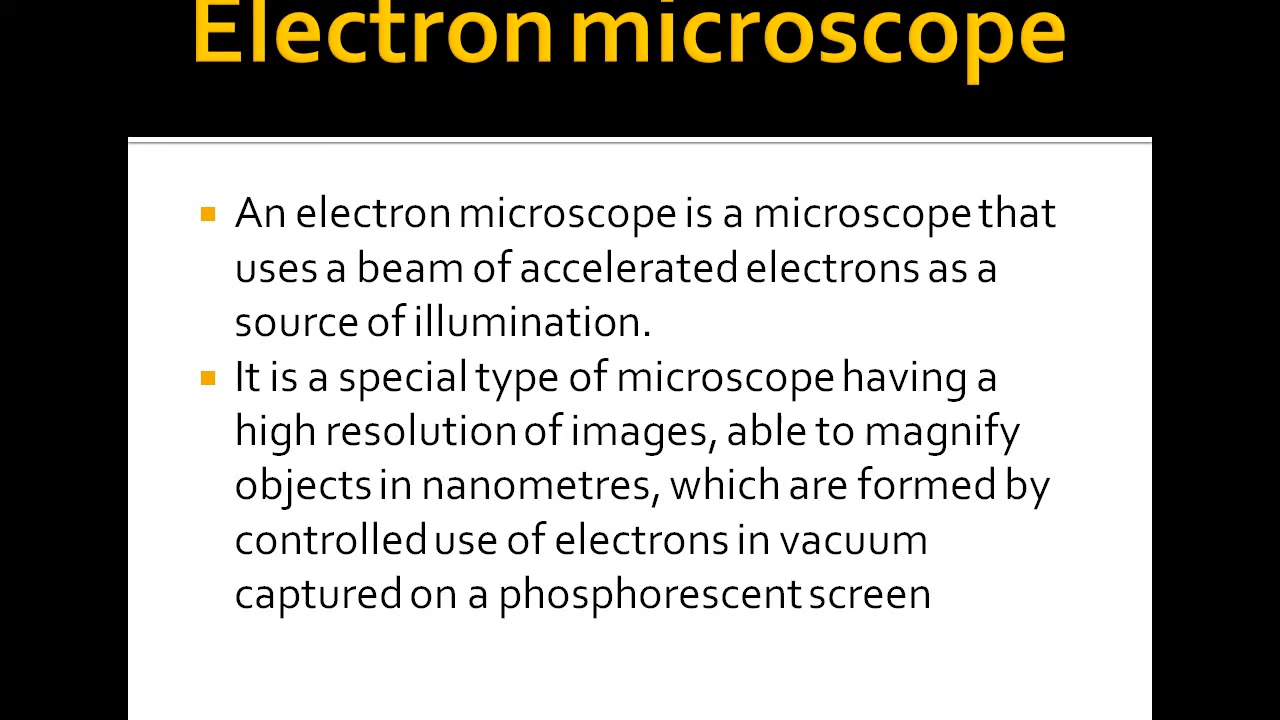 Electron microscope
An electron microscope is a microscope that
uses a beam of accelerated electrons as a
source of illumination.
It is a special type of microscope having a
high resolution of images, able to magnify
objects in nanometres, which are formed by
controlled use of electrons in vacuum
captured on a phosphorescent screen